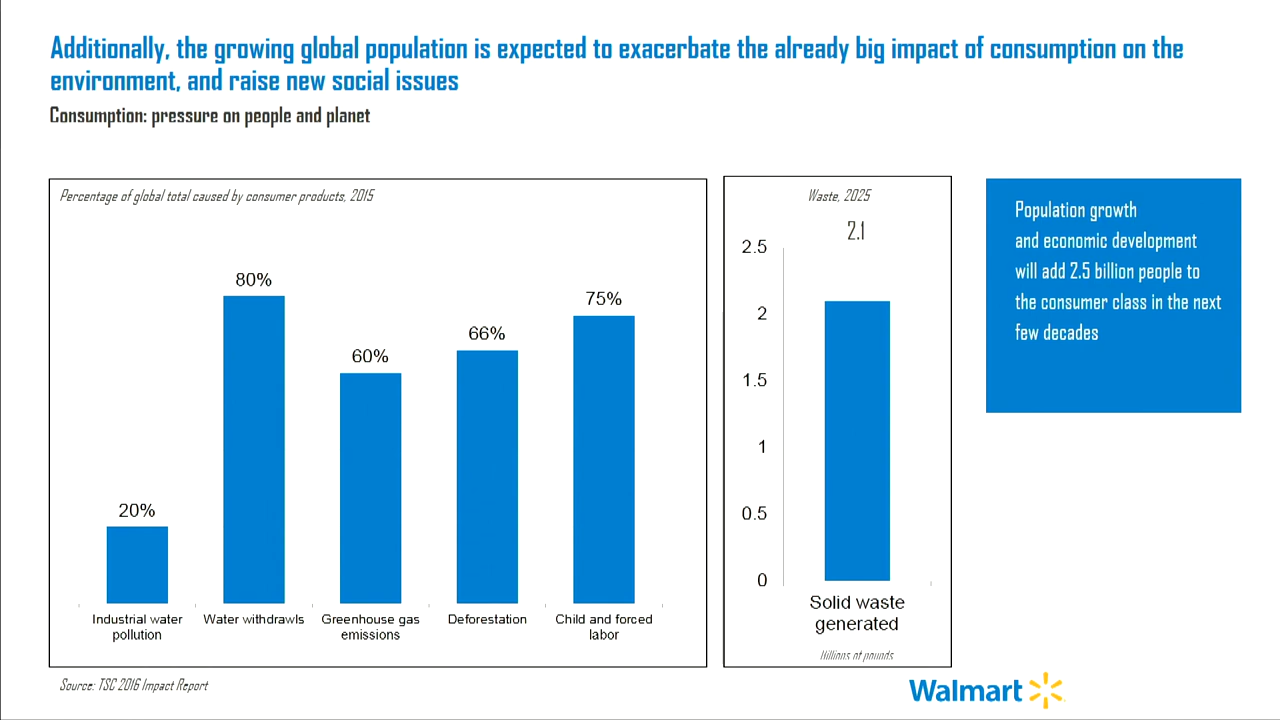 Additionally, the growing global population is expected to exacerbate the already big impact of consumption on the
environment, and raise new social issues
Consumption: pressure on people and planet
Percentage of global total caused by consumer products, 2015
80%
75%
66%
60%
20%
Industrial water
pollution
Water withdrawls
Greenhouse gas
emissions
Deforestation
Child and forced
labor
Waste, 2025
2.1
2.5
2
1.5
1
0.5
0
Solid waste
generated
of pounds
Population growth
and economic development
will add 2.5 billion people to
the consumer class in the next
few decades
Source: TSC 2016 Impact Report
Walmart